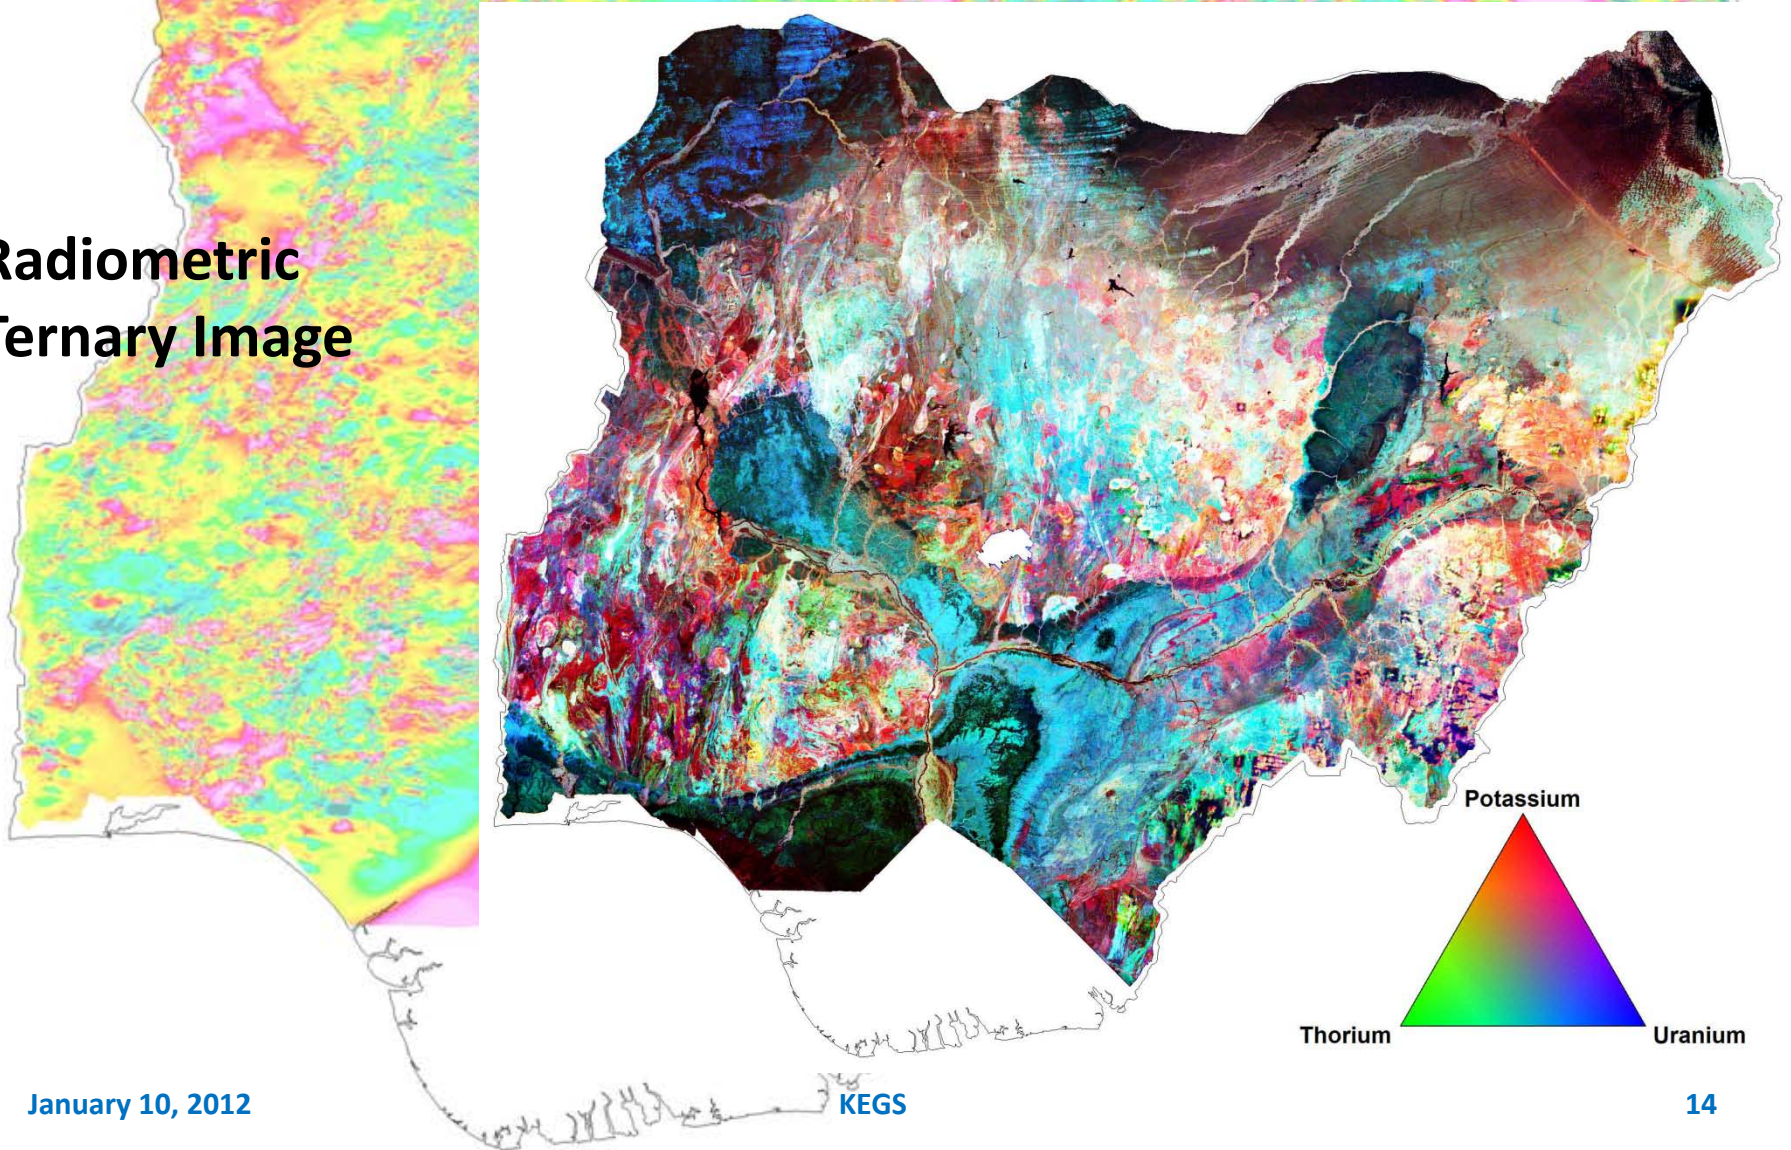 Radiometric
Ternary Image
Potassium
Thorium
Uranium
January 10, 2012
KEGS
14